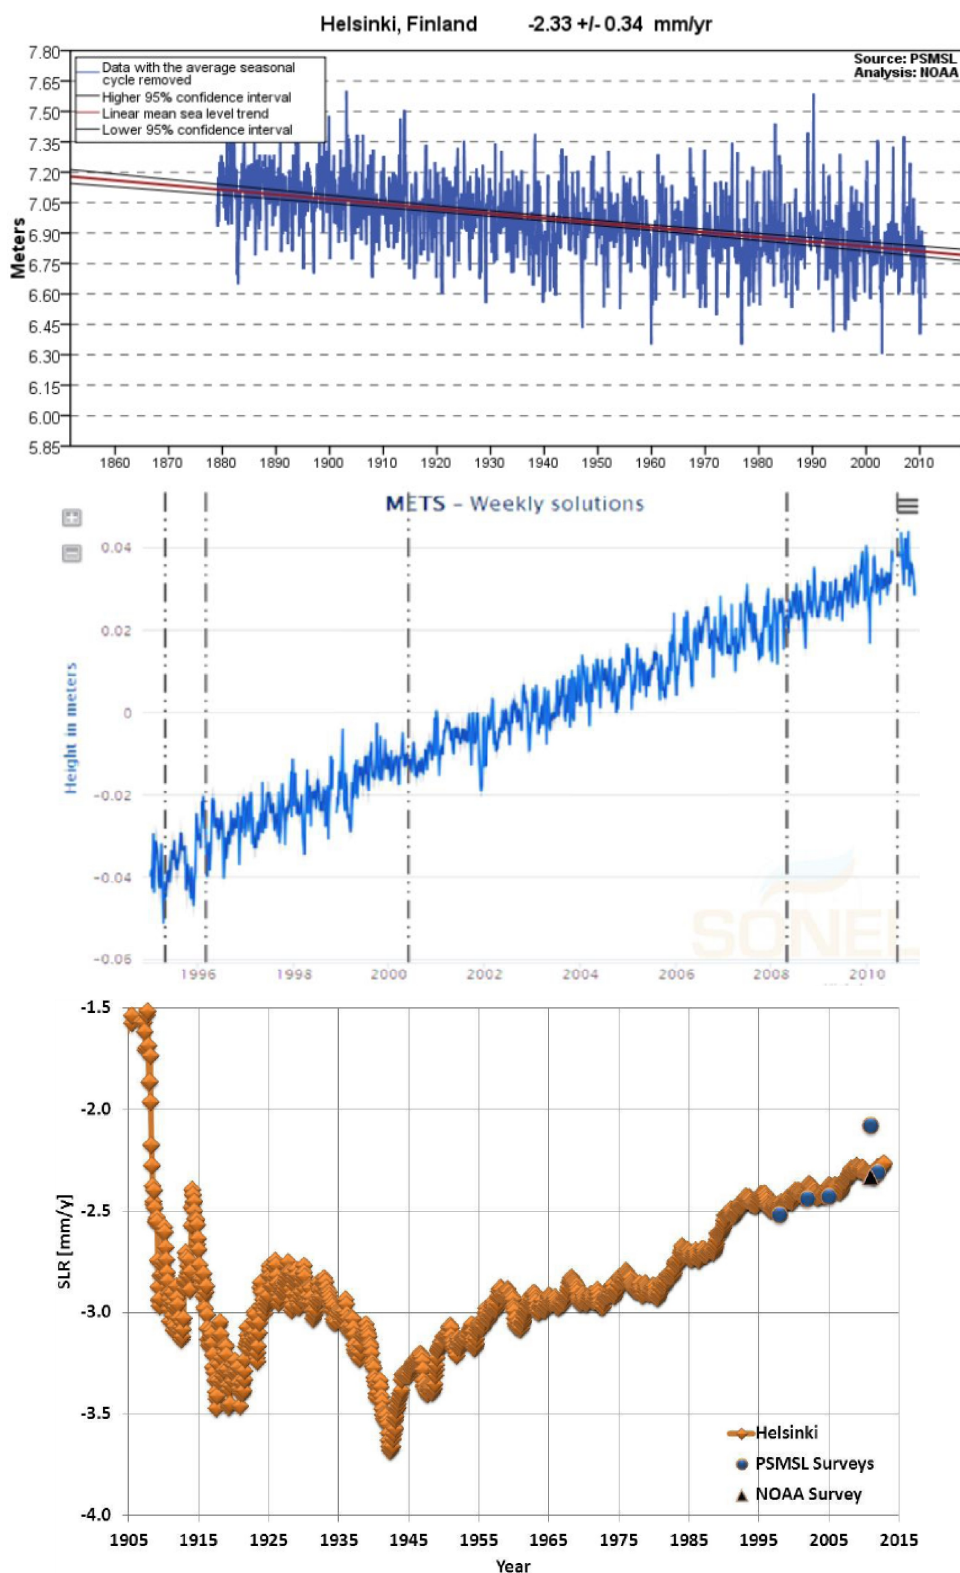 Helsinki, Finland -2.33 +/- 0.34 mm/yr
Source: PSMSL
Analysis: NOAA
Data with the average seasonal
cycle removed
Higher 95% confidence interval
Linear mean sea level trend
Lower 95% confidence interval
Meters
7.80
7.65
7.50
7.35
7.20
7.05
6.90
6.75
6.60
6.45
6.30
6.15
6.00
5.85
1860 1870 1880 1890 1900 1910 1920 1930 1940 1950 1960 1970 1980 1990 2000 2010
METS – Weekly solutions
Height in meters
0.04
0.02
0
-0.02
-0.04
-0.06
SONEL
1996 1998 2000 2002 2004 2006 2008 2010
SLR [mm/y]
-1.5
-2.0
-2.5
-3.0
-3.5
-4.0
Helsinki
PSMSL Surveys
NOAA Survey
1905 1915 1925 1935 1945 1955 1965 1975 1985 1995 2005 2015
Year